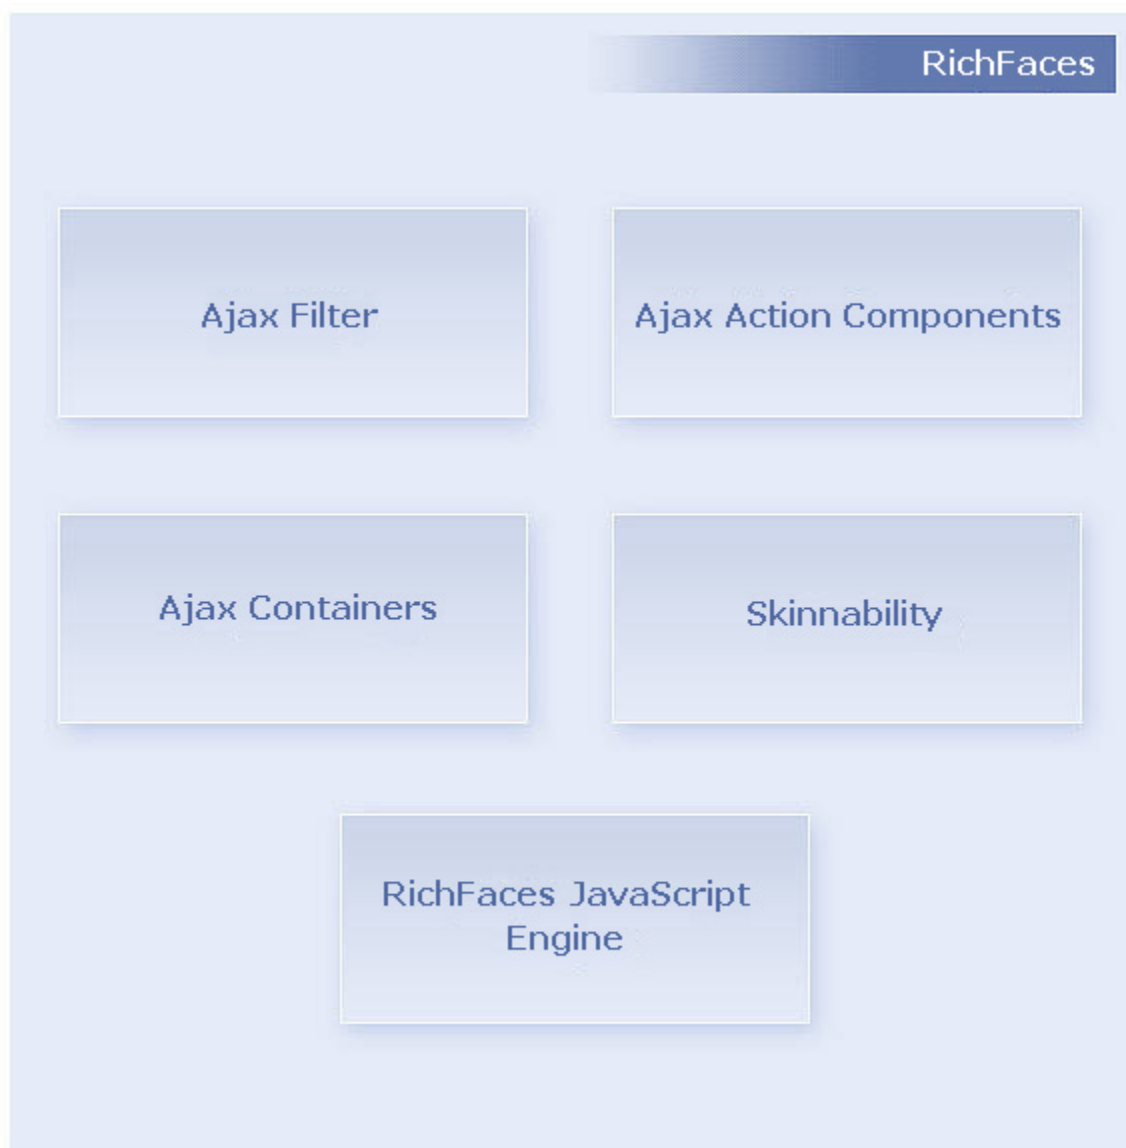 RichFaces
Ajax Filter
Ajax Action Components
Ajax Containers
Skinnability
RichFaces JavaScript
Engine